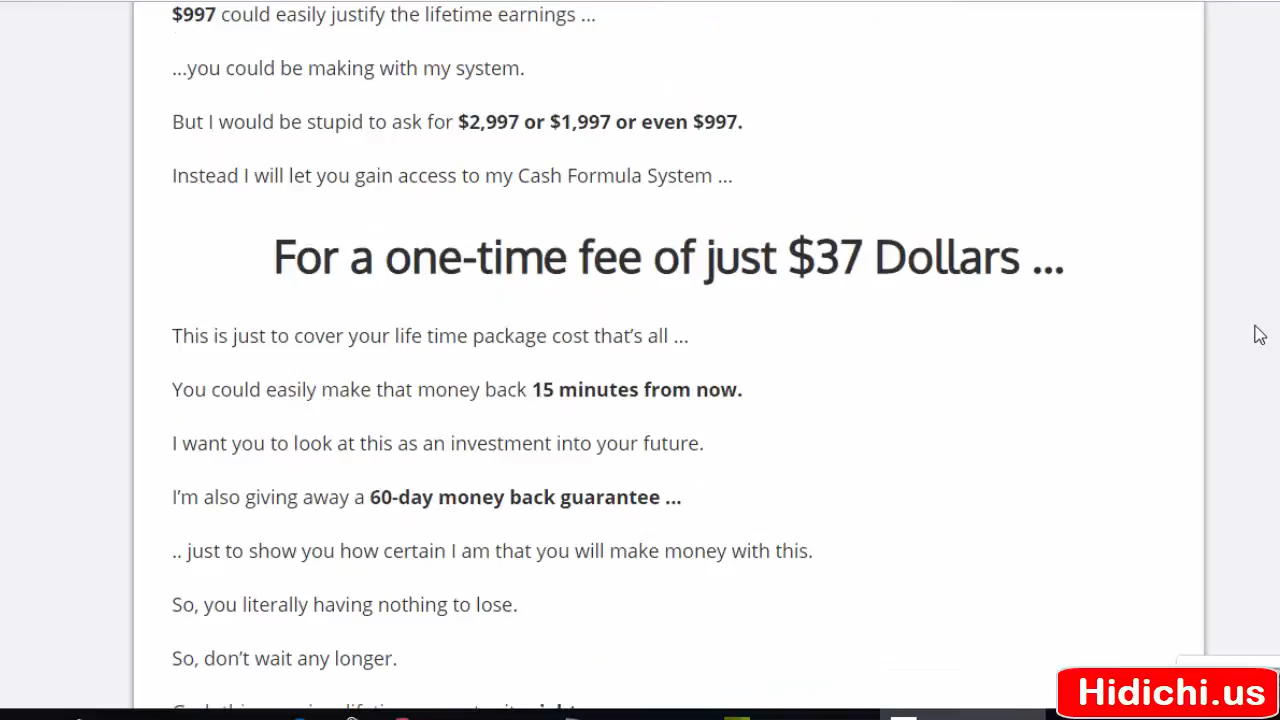 $997 could easily justify the lifetime earnings ...
...you could be making with my system.
But I would be stupid to ask for $2,997 or $1,997 or even $997.
Instead I will let you gain access to my Cash Formula System ...
For a one-time fee of just $37 Dollars ...
This is just to cover your life time package cost that’s all ...
You could easily make that money back 15 minutes from now.
I want you to look at this as an investment into your future.
I’m also giving away a 60-day money back guarantee ...
.. just to show you how certain I am that you will make money with this.
So, you literally having nothing to lose.
So, don’t wait any longer.
Hidichi.us